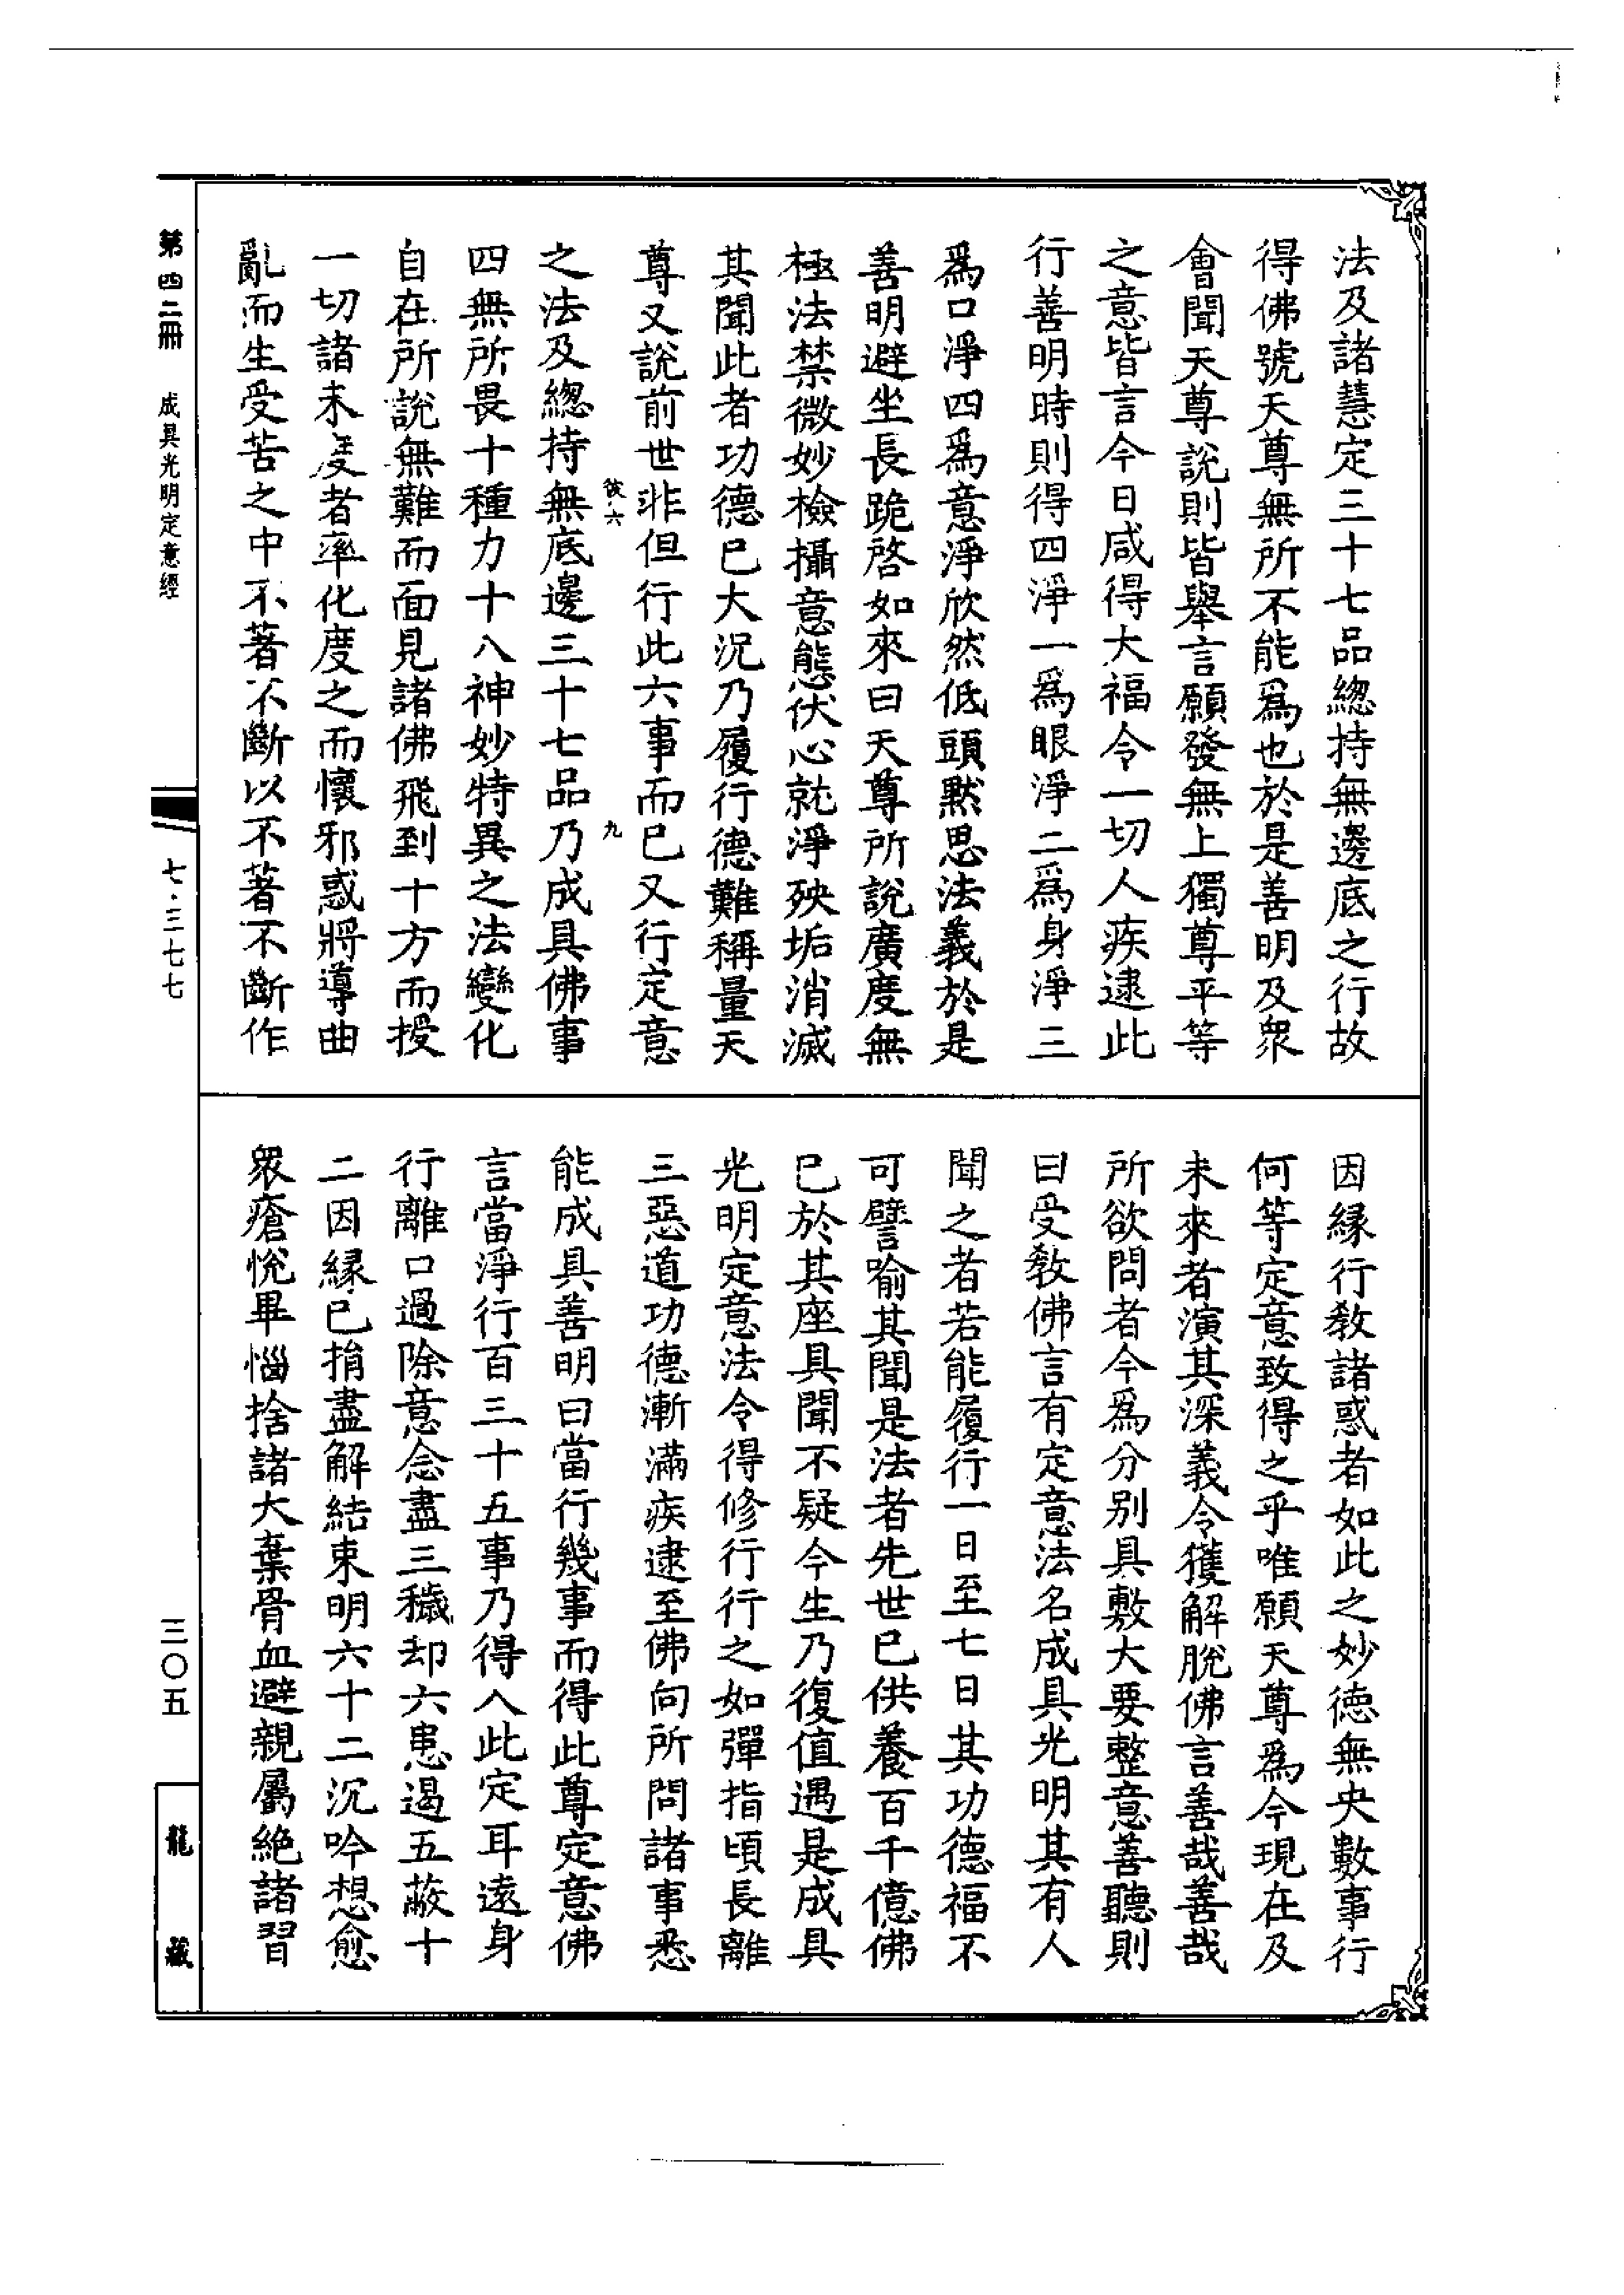 法及諸慧定三十七品緫持無邊底之行故
得佛號天尊無所不能爲也於是善明及衆
會聞天尊說則皆舉言願發無上獨尊平等
之意皆言今日咸得大福令一切人疾逮此
行善明時則得四淨一爲眼淨二爲身淨三
爲口淨四爲意淨欣然低頭默思法義於是
善明避坐長跪啓如來曰天尊所說廣度無
極法禁微妙檢攝意態伏心就淨殃垢消滅
其聞此者功德已大況乃履行德難稱量天
尊又說前世非但行此六事而已又行定意
彼六
九
之法及緫持無底邊三十七品乃成具佛事
四無所畏十種力十八神妙特異之法變化
自在所說無難而面見諸佛飛到十方而授
一切諸未度者率化度之而懷邪惑將導曲
亂而生受苦之中不著不斷以不著不斷作
因緣行教諸惑者如此之妙德無央數事行
何等定意致得之乎唯願天尊爲今現在及
未來者演其深義令獲解脫佛言善哉善哉
所欲問者今爲分别具敷大要整意善聽則
曰受教佛言有定意法名成具光明其有人
聞之者若能履行一日至七日其功德福不
可譬喻其聞是法者先世已供養百千億佛
已於其座具聞不疑今生乃復值遇是成具
光明定意法令得修行行之如彈指頃長離
三惡道功德漸滿疾逮至佛向所問諸事悉
能成具善明曰當行幾事而得此尊定意佛
言當淨行百三十五事乃得入此定耳遠身
行離口過除意念盡三穢却六患遏五蔽十
二因緣已捐盡解結束明六十二沉吟想愈
衆瘡悅畢惱捨諸大棄骨血避親屬絶諸習
第四二冊
成具光明定意經
七·三七七
三〇五
龍藏